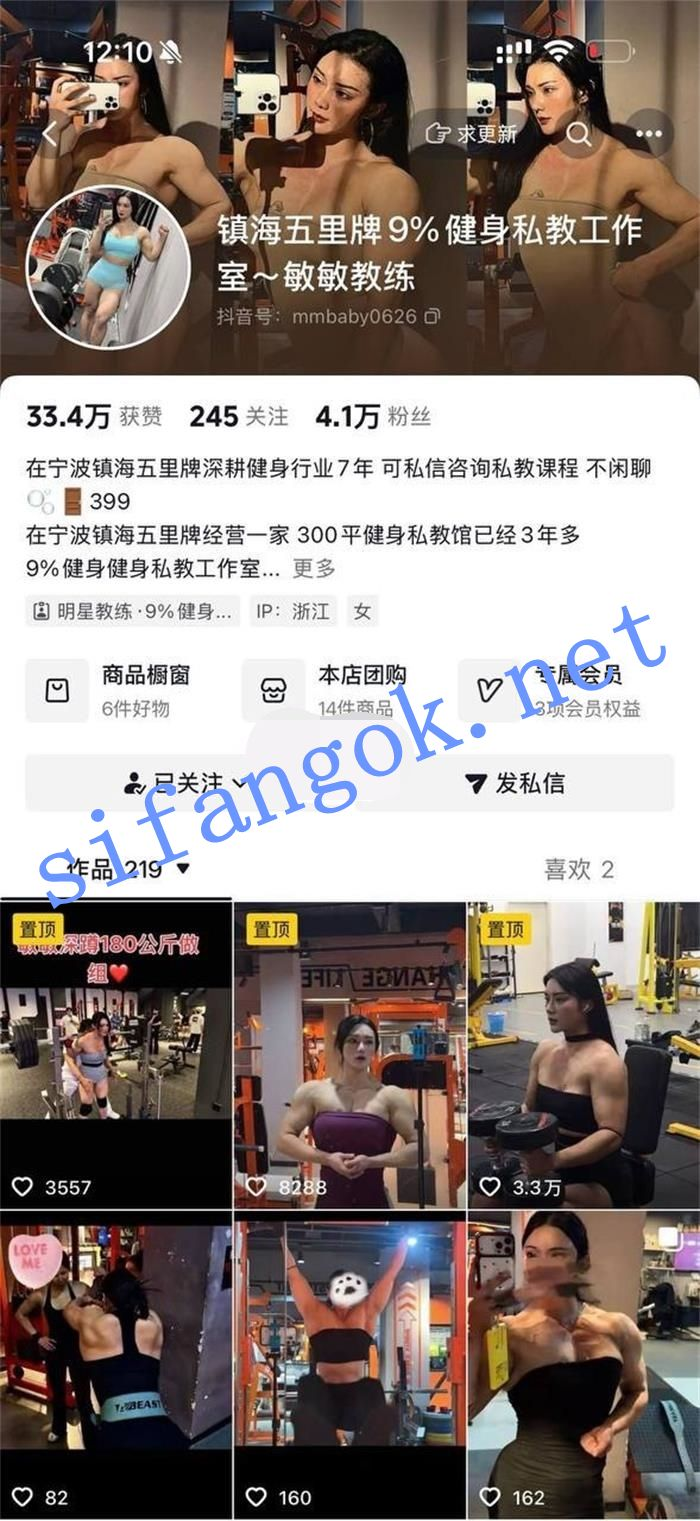 12:10
求更新
镇海五里牌9%健身私教工作
室～敏敏教练
抖音号：mmbaby0626
33.4万 获赞 245 关注 4.1万 粉丝
在宁波镇海五里牌深耕健身行业7年 可私信咨询私教课程 不闲聊
399
在宁波镇海五里牌经营一家 300平健身私教馆已经3年多
9%健身健身私教工作室... 更多
明星教练·9%健身... IP：浙江 女
商品橱窗 本店团购 专属会员
6件好物 14件商品 3项会员权益
已关注 发私信
sifangok.net
作品 219 喜欢 2
置顶 置顶 置顶
敏敏深蹲180公斤做
组
HANGE LIFE
3557 8288 3.3万
LOVE
ME
BEAST
82 160 162